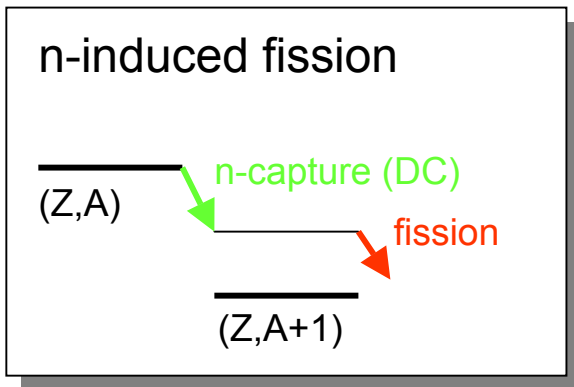 n-induced fission
n-capture (DC)
(Z,A)
fission
(Z,A+1)